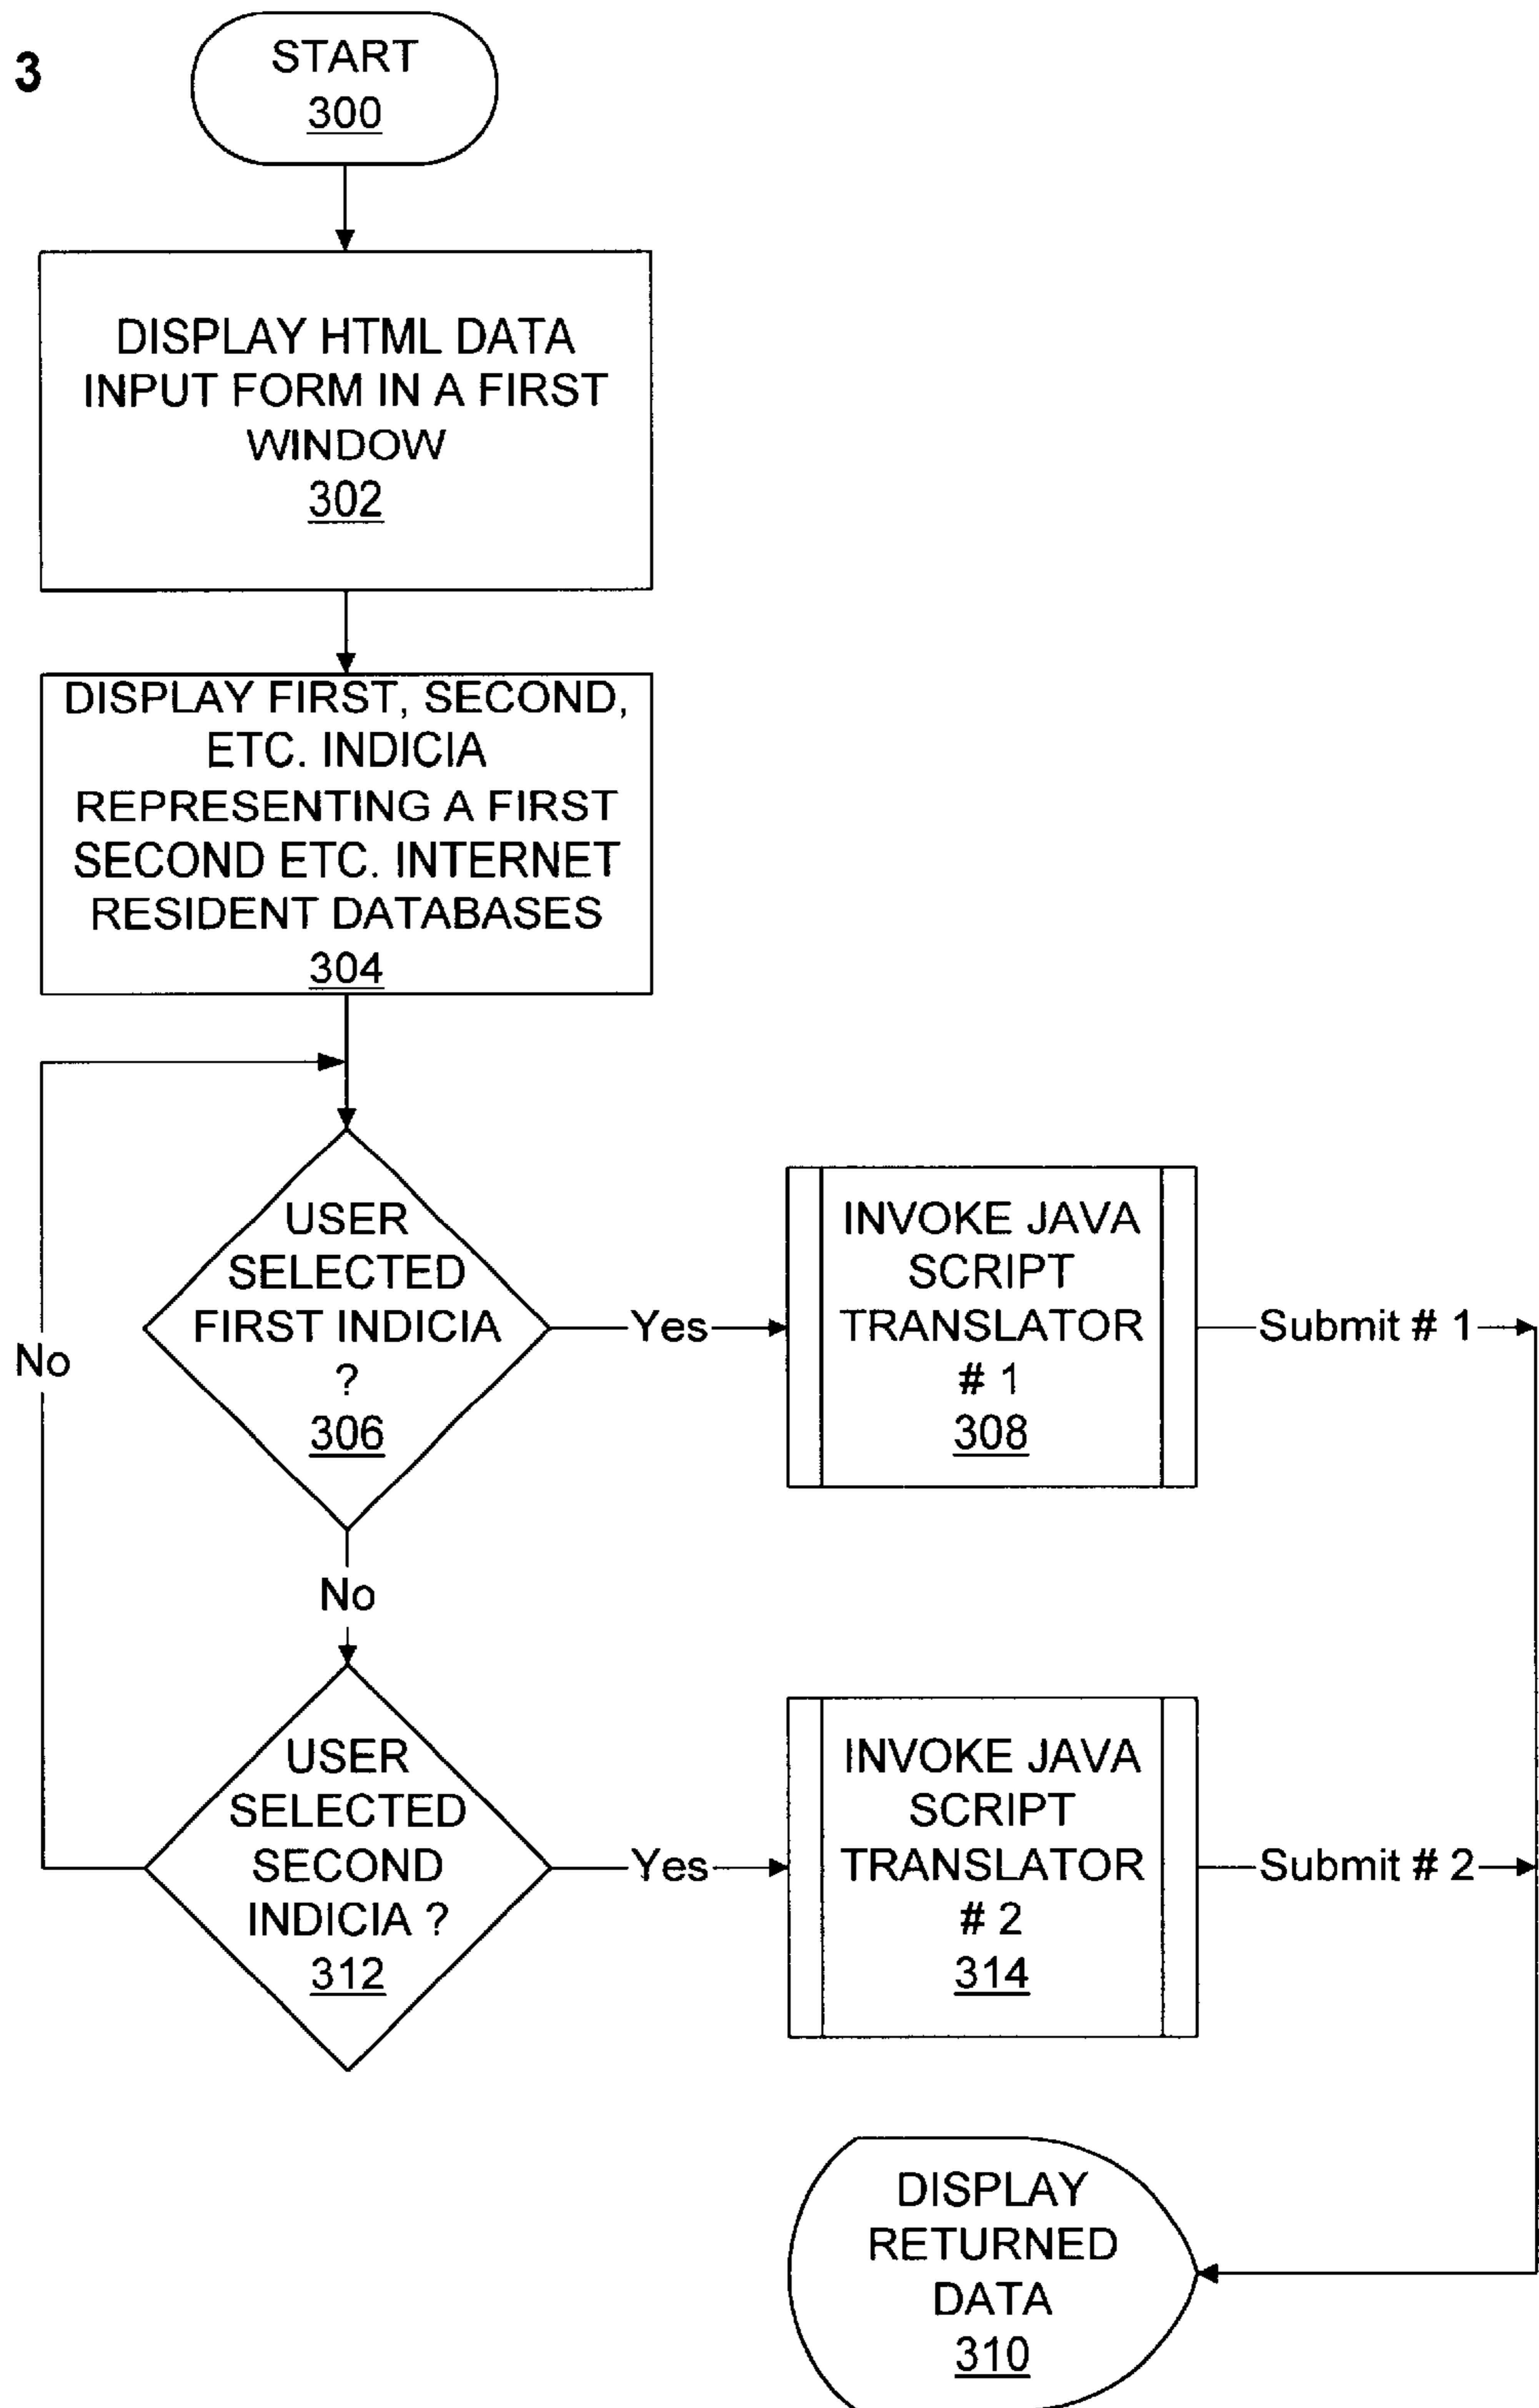 3
START
300
DISPLAY HTML DATA
INPUT FORM IN A FIRST
WINDOW
302
DISPLAY FIRST, SECOND,
ETC. INDICIA
REPRESENTING A FIRST
SECOND ETC. INTERNET
RESIDENT DATABASES
304
USER
SELECTED
FIRST INDICIA
?
306
Yes
INVOKE JAVA
SCRIPT
TRANSLATOR
# 1
308
Submit # 1
No
No
USER
SELECTED
SECOND
INDICIA ?
312
Yes
INVOKE JAVA
SCRIPT
TRANSLATOR
# 2
314
Submit # 2
DISPLAY
RETURNED
DATA
310